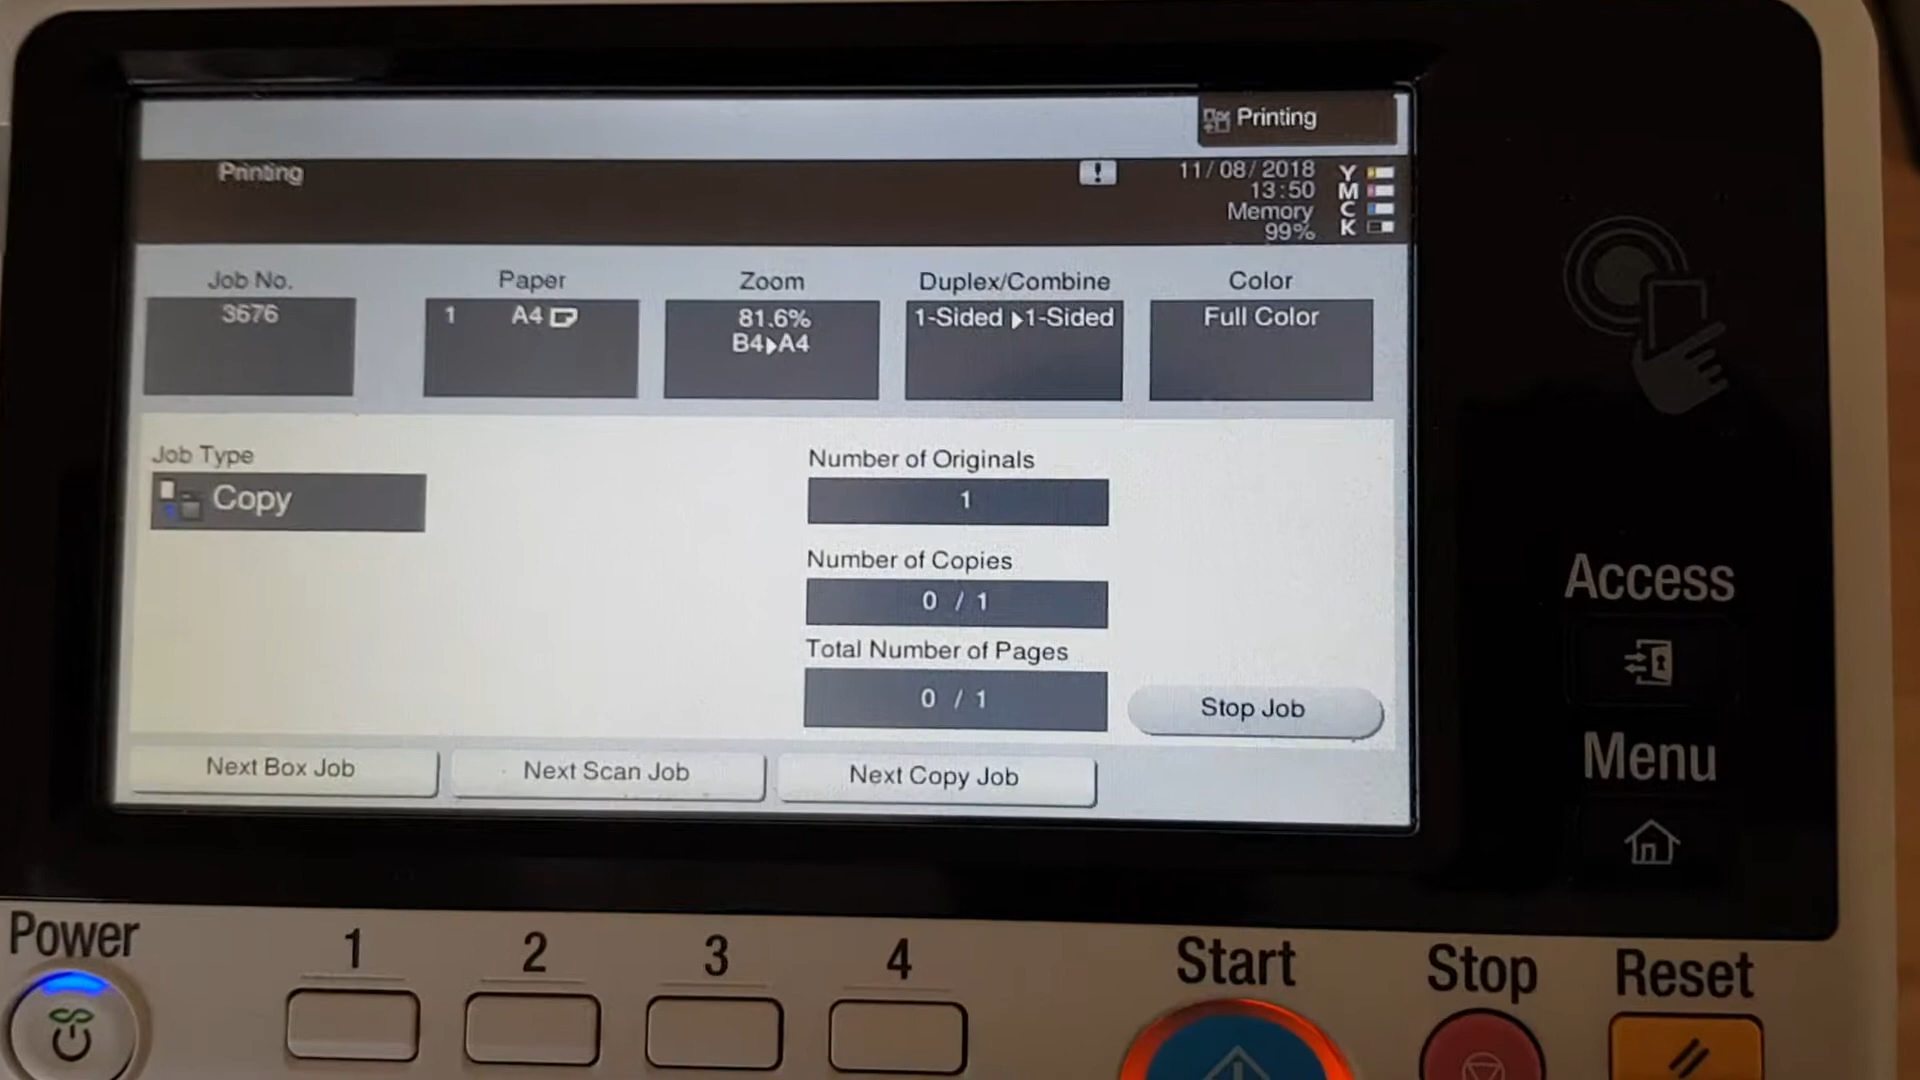 Printing
Printing
!
11/08/2018
13:50
Memory
99%
Y
M
C
K
Job No.
3676
Paper
1 A4
Zoom
81.6%
B4▸A4
Duplex/Combine
1-Sided ▸1-Sided
Color
Full Color
Job Type
Copy
Number of Originals
1
Number of Copies
0 / 1
Total Number of Pages
0 / 1
Stop Job
Next Box Job
Next Scan Job
Next Copy Job
Access
Menu
Power
1
2
3
4
Start
Stop
Reset